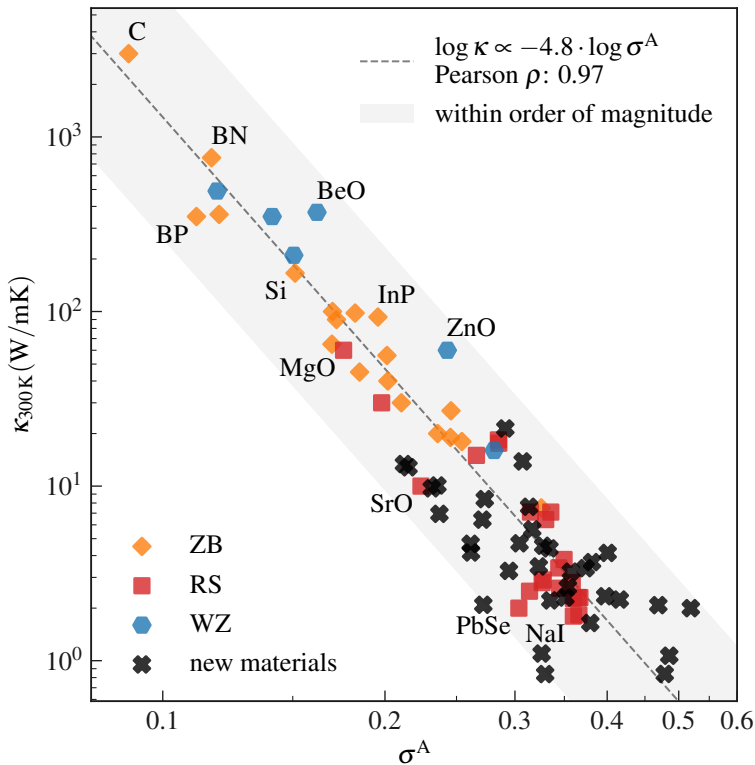 C
log κ ∝ −4.8 · log σ^A
Pearson ρ: 0.97
within order of magnitude
10^3
BN
BeO
BP
Si
InP
10^2
ZnO
MgO
κ_300K (W/mK)
10^1
SrO
ZB
RS
WZ
new materials
PbSe
NaI
10^0
0.1
0.2
0.3
0.4
0.5
0.6
σ^A